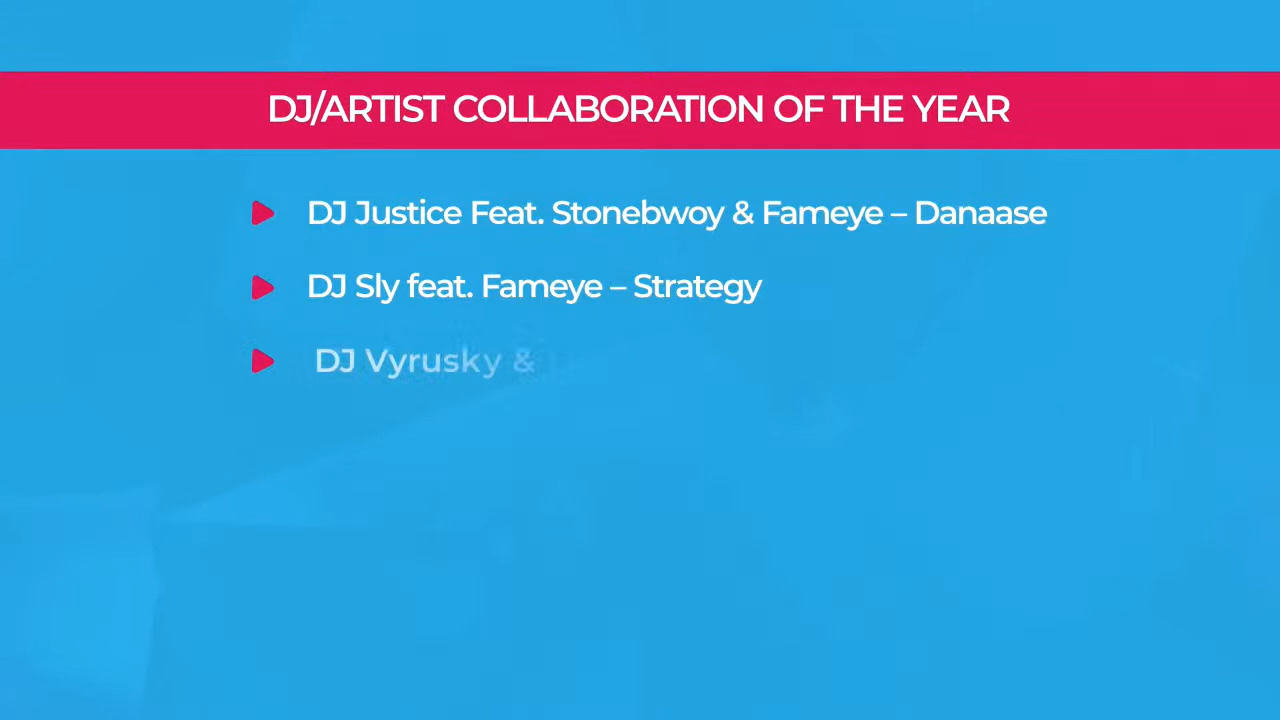 DJ/ARTIST COLLABORATION OF THE YEAR
DJ Justice Feat. Stonebwoy & Fameye – Danaase
DJ Sly feat. Fameye – Strategy
DJ Vyrusky &